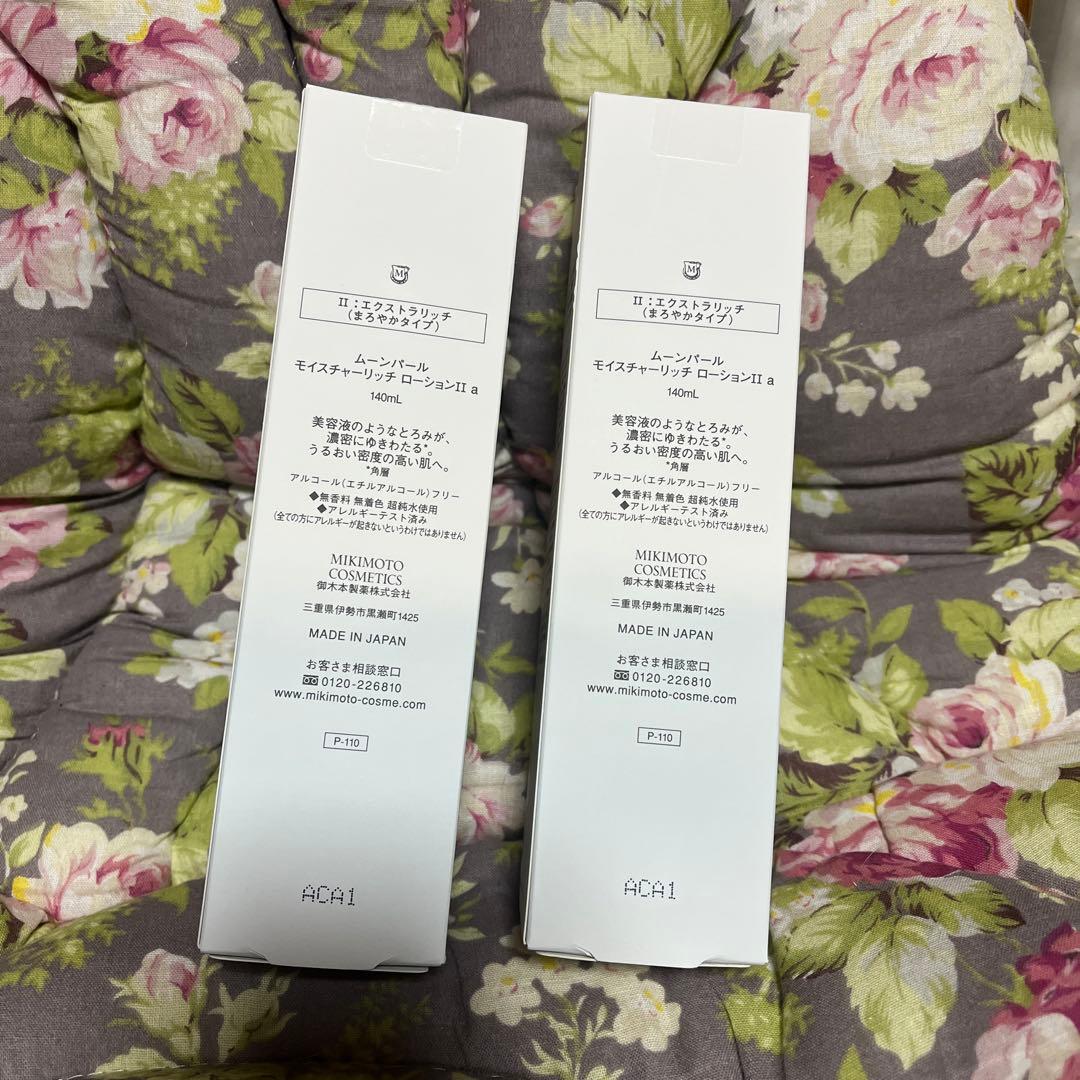 M
II：エクストラリッチ
（まろやかタイプ）
ムーンパール
モイスチャーリッチ ローションII a
140mL
美容液のようなとろみが、
濃密にゆきわたる*。
うるおい密度の高い肌へ。
*角層
アルコール（エチルアルコール）フリー
◆無香料 無着色 超純水使用
◆アレルギーテスト済み
（全ての方にアレルギーが起きないというわけではありません）
MIKIMOTO
COSMETICS
御木本製薬株式会社
三重県伊勢市黒瀬町1425
MADE IN JAPAN
お客さま相談窓口
0120-226810
www.mikimoto-cosme.com
P-110
ACA1
M
II：エクストラリッチ
（まろやかタイプ）
ムーンパール
モイスチャーリッチ ローションII a
140mL
美容液のようなとろみが、
濃密にゆきわたる*。
うるおい密度の高い肌へ。
*角層
アルコール（エチルアルコール）フリー
◆無香料 無着色 超純水使用
◆アレルギーテスト済み
（全ての方にアレルギーが起きないというわけではありません）
MIKIMOTO
COSMETICS
御木本製薬株式会社
三重県伊勢市黒瀬町1425
MADE IN JAPAN
お客さま相談窓口
0120-226810
www.mikimoto-cosme.com
P-110
ACA1